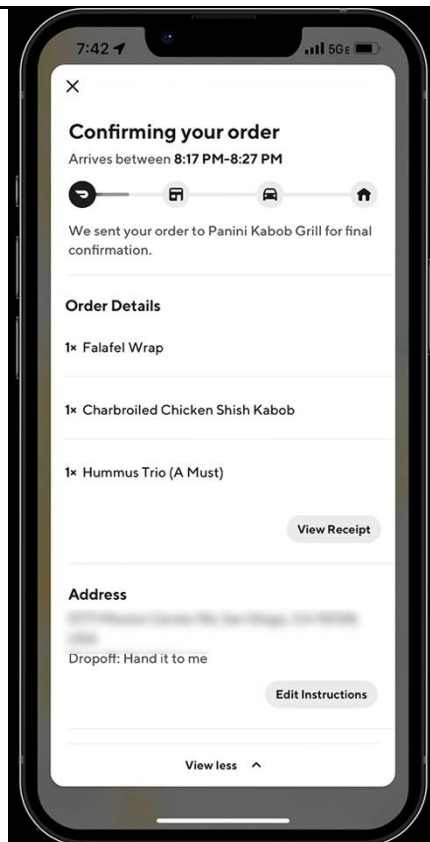 7:42
5GE
Confirming your order
Arrives between 8:17 PM-8:27 PM
We sent your order to Panini Kabob Grill for final
confirmation.
Order Details
1× Falafel Wrap
1× Charbroiled Chicken Shish Kabob
1× Hummus Trio (A Must)
View Receipt
Address
Dropoff: Hand it to me
Edit Instructions
View less